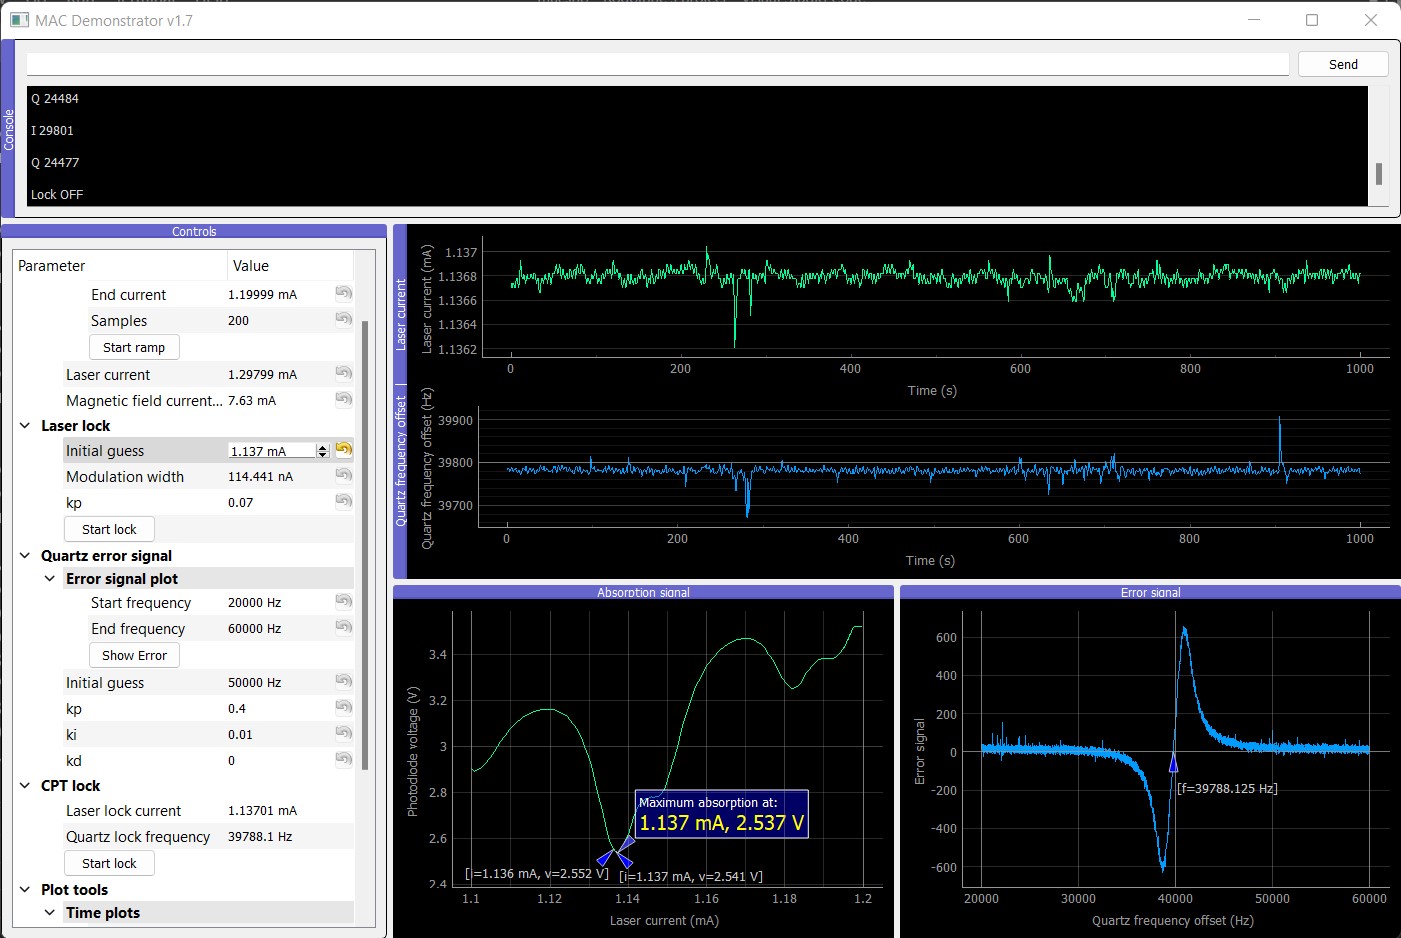 MAC Demonstrator v1.7
Console
Send
Q 24484
I 29801
Q 24477
Lock OFF
Controls
Parameter Value
End current 1.19999 mA
Samples 200
Start ramp
Laser current 1.29799 mA
Magnetic field current... 7.63 mA
Laser lock
Initial guess 1.137 mA
Modulation width 114.441 nA
kp 0.07
Start lock
Quartz error signal
Error signal plot
Start frequency 20000 Hz
End frequency 60000 Hz
Show Error
Initial guess 50000 Hz
kp 0.4
ki 0.01
kd 0
CPT lock
Laser lock current 1.13701 mA
Quartz lock frequency 39788.1 Hz
Start lock
Plot tools
Time plots
Laser current
Laser current (mA)
1.137
1.1368
1.1366
1.1364
1.1362
0 200 400 600 800 1000
Time (s)
Quartz frequency offset
Quartz frequency offset (Hz)
39900
39800
39700
0 200 400 600 800 1000
Time (s)
Absorption signal
Photodiode voltage (V)
3.4
3.2
3
2.8
2.6
2.4
Maximum absorption at:
1.137 mA, 2.537 V
[i=1.136 mA, v=2.552 V]
[i=1.137 mA, v=2.541 V]
1.1 1.12 1.14 1.16 1.18 1.2
Laser current (mA)
Error signal
Error signal
600
400
200
0
-200
-400
-600
[f=39788.125 Hz]
20000 30000 40000 50000 60000
Quartz frequency offset (Hz)